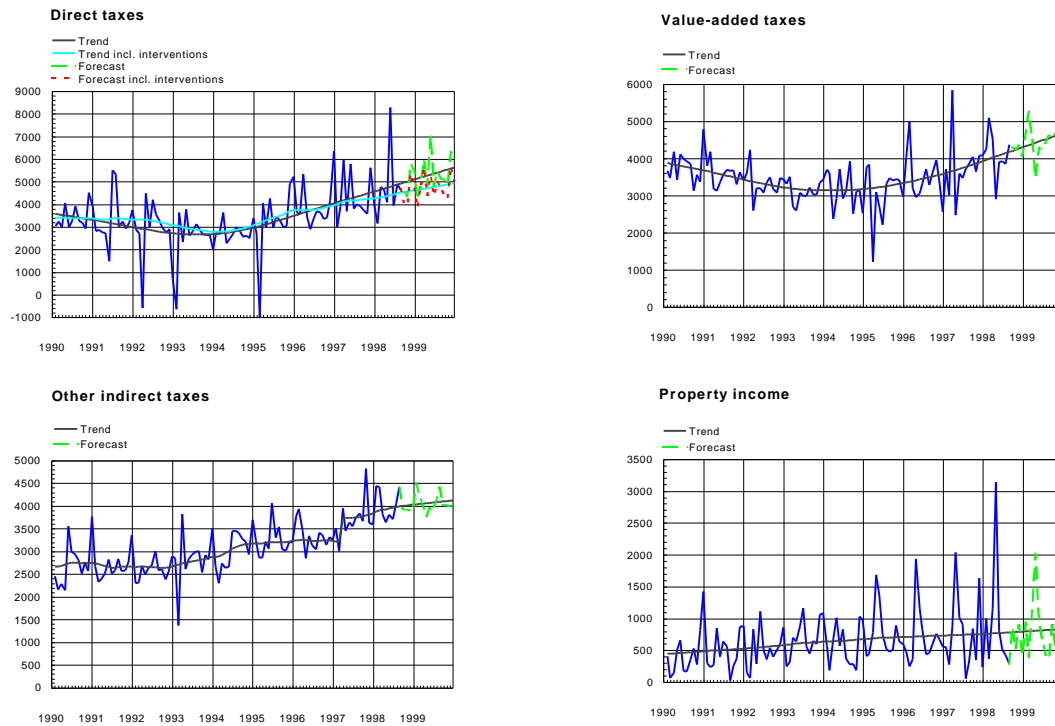 Direct taxes
Trend
Trend incl. interventions
Forecast
Forecast incl. interventions
9000
8000
7000
6000
5000
4000
3000
2000
1000
0
-1000
1990 1991 1992 1993 1994 1995 1996 1997 1998 1999
Value-added taxes
Trend
Forecast
6000
5000
4000
3000
2000
1000
0
1990 1991 1992 1993 1994 1995 1996 1997 1998 1999
Other indirect taxes
Trend
Forecast
5000
4500
4000
3500
3000
2500
2000
1500
1000
500
0
1990 1991 1992 1993 1994 1995 1996 1997 1998 1999
Property income
Trend
Forecast
3500
3000
2500
2000
1500
1000
500
0
1990 1991 1992 1993 1994 1995 1996 1997 1998 1999